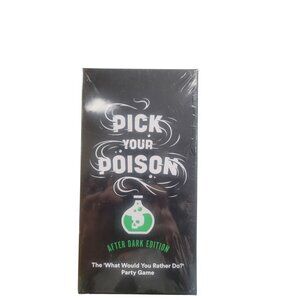 PICK
YOUR
POISON
AFTER DARK EDITION
The 'What Would You Rather Do?'
Party Game